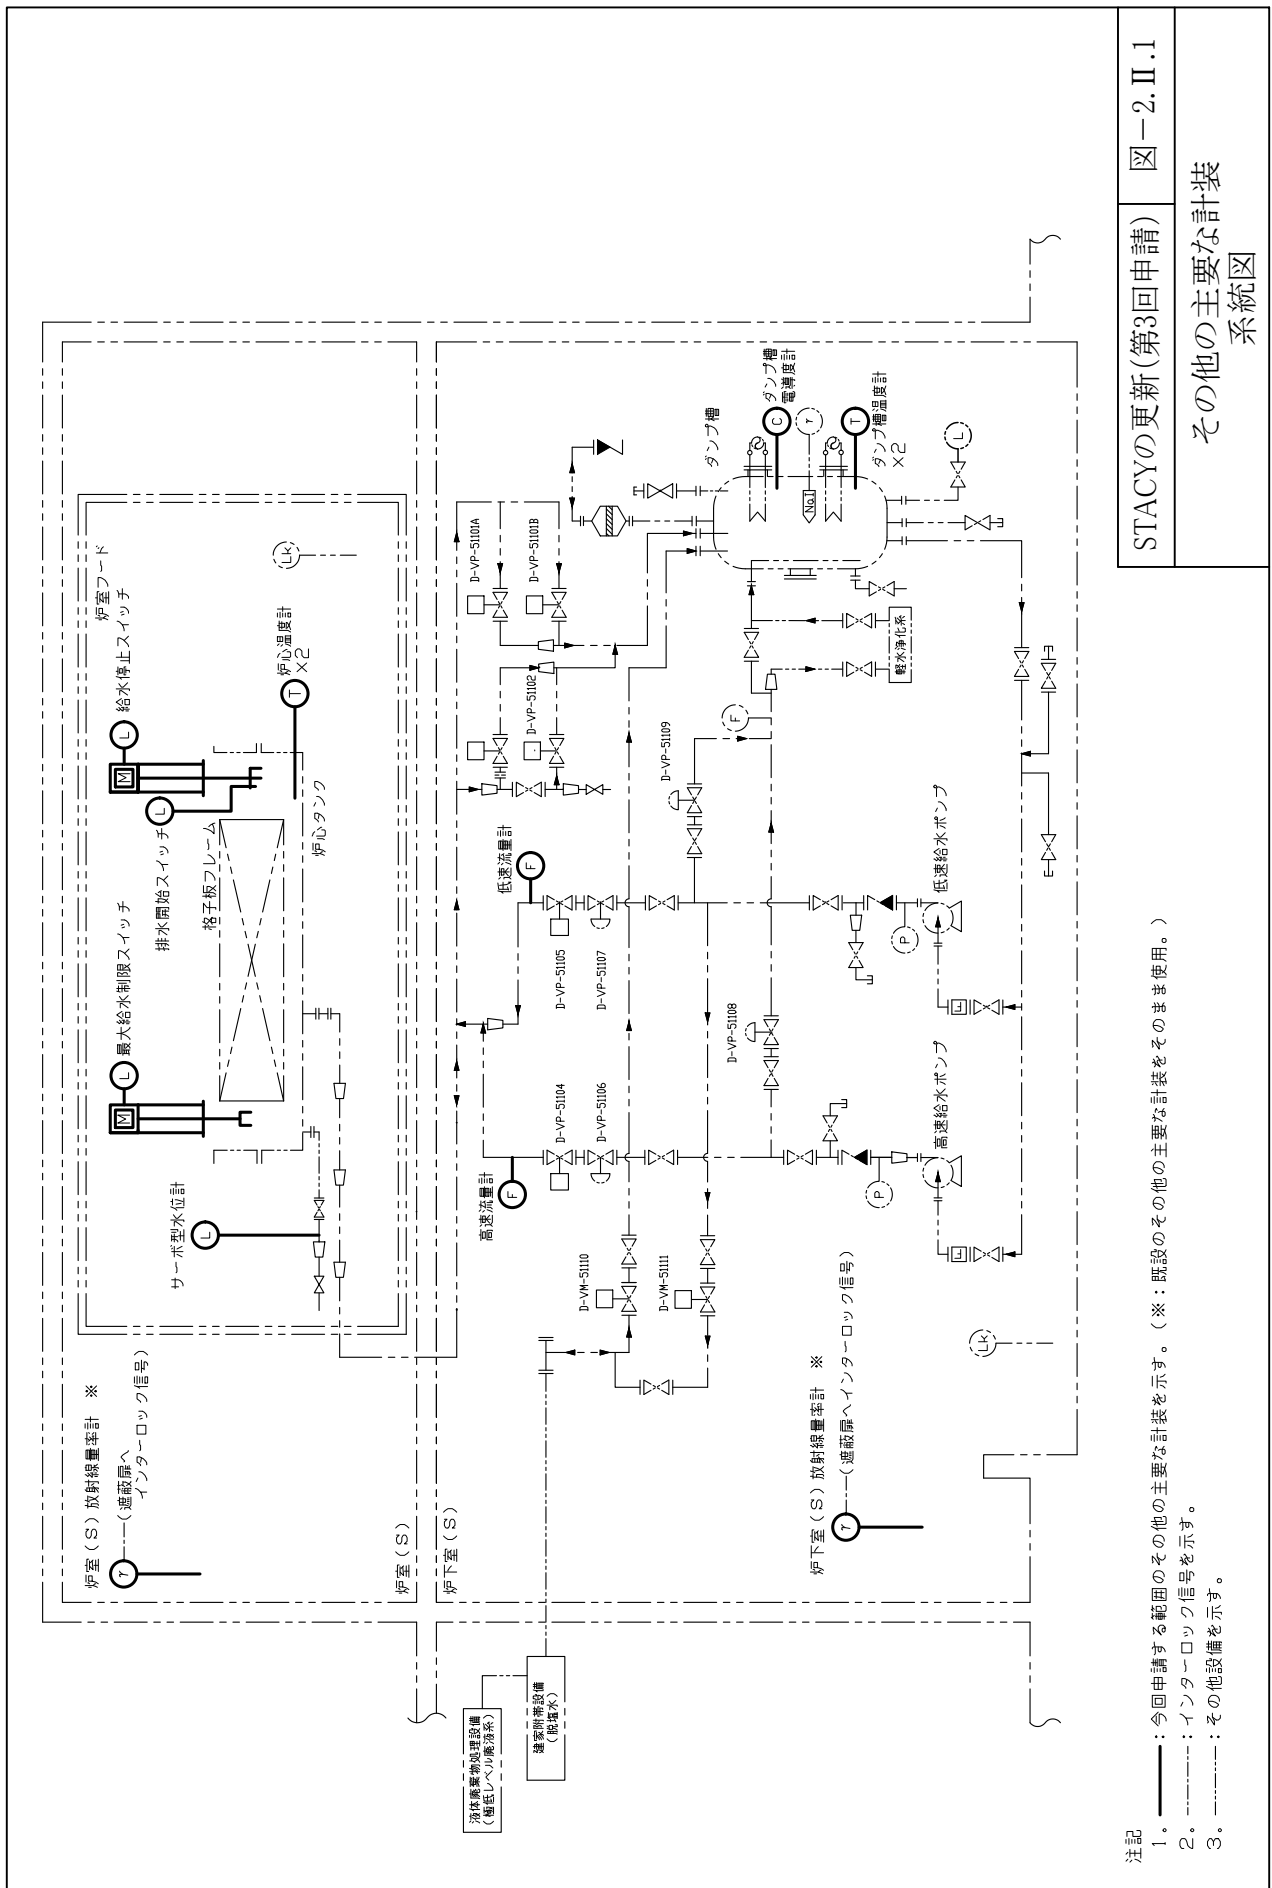 炉室(S)放射線量率計 ※
γ
(遮蔽扉へ
インターロック信号)
サーボ型水位計
L
最大給水制限スイッチ
L
M
排水開始スイッチ
L
給水停止スイッチ
L
M
炉室フード
格子板フレーム
炉心タンク
炉心温度計
×2
T
Lk
炉室(S)
炉下室(S)
液体廃棄物処理設備
(極低レベル廃液系)
建家附帯設備
(脱塩水)
高速流量計
F
低速流量計
F
D-VP-51104
D-VP-51106
D-VP-51105
D-VP-51107
D-VP-51101A
D-VP-51101B
D-VP-51102
D-VP-51109
D-VP-51108
D-VM-51110
D-VM-51111
F
ダンプ槽
ダンプ槽
電導度計
C
γ
NaI
T
ダンプ槽温度計
×2
L
軽水浄化系
P
高速給水ポンプ
F
P
低速給水ポンプ
F
炉下室(S)放射線量率計 ※
γ
(遮蔽扉へインターロック信号)
Lk
注記
1. :今回申請する範囲のその他の主要な計装を示す。(※:既設のその他の主要な計装をそのまま使用。)
2. :インターロック信号を示す。
3. :その他設備を示す。
STACYの更新(第3回申請)
図-2.Ⅱ.1
その他の主要な計装
系統図